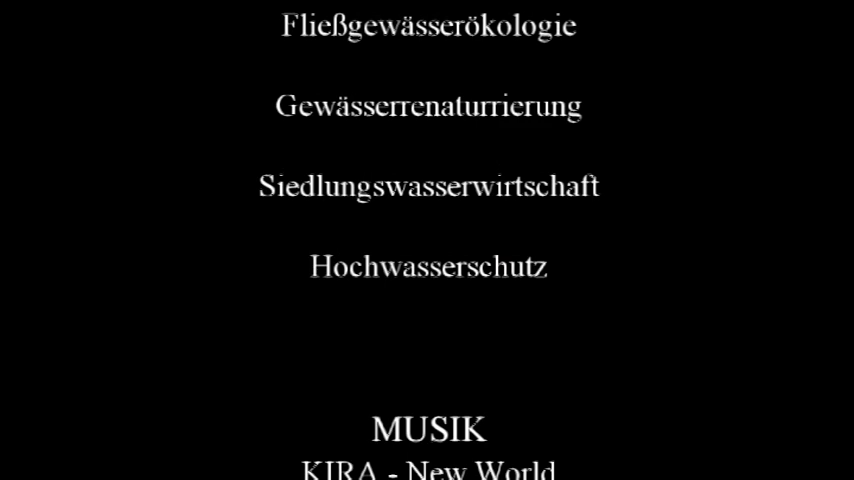 Fließgewässerökologie
Gewässerrenaturrierung
Siedlungswasserwirtschaft
Hochwasserschutz
MUSIK
KIRA - New World